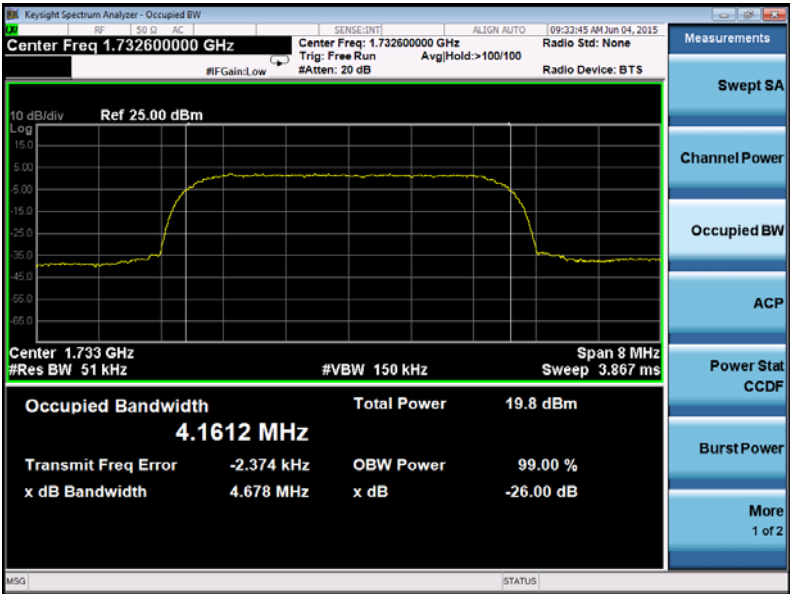 Keysight Spectrum Analyzer - Occupied BW
RF 50 Ω AC SENSE:INT ALIGN AUTO 09:33:45 AM Jun 04, 2015
Center Freq 1.732600000 GHz Center Freq: 1.732600000 GHz Radio Std: None
Trig: Free Run Avg|Hold:>100/100
#IFGain:Low #Atten: 20 dB Radio Device: BTS
10 dB/div Ref 25.00 dBm
Log
15.0
5.00
-5.00
-15.0
-25.0
-35.0
-45.0
-55.0
-65.0
Center 1.733 GHz Span 8 MHz
#Res BW 51 kHz #VBW 150 kHz Sweep 3.867 ms
Occupied Bandwidth Total Power 19.8 dBm
4.1612 MHz
Transmit Freq Error -2.374 kHz OBW Power 99.00 %
x dB Bandwidth 4.678 MHz x dB -26.00 dB
MSG STATUS
Measurements
Swept SA
Channel Power
Occupied BW
ACP
Power Stat
CCDF
Burst Power
More
1 of 2